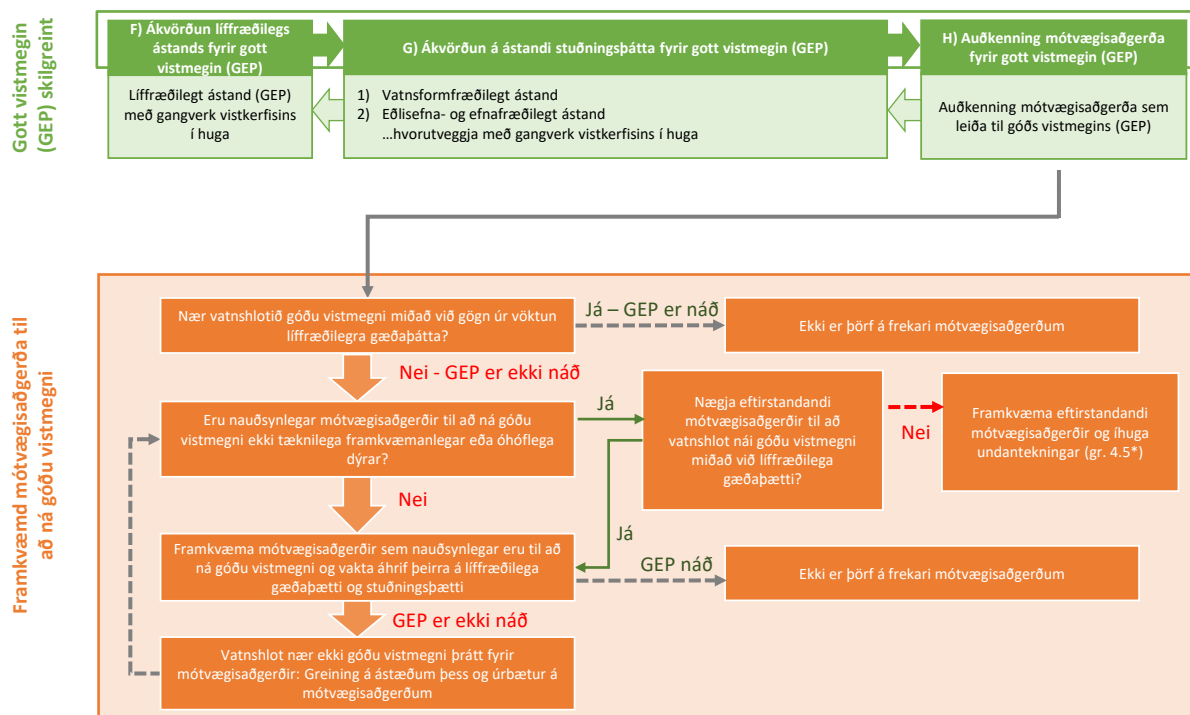 Gott vistmegin
(GEP) skilgreint
F) Ákvörðun líffræðilegs
ástands fyrir gott
vistmegin (GEP)
Líffræðilegt ástand (GEP)
með gangverk vistkerfisins
í huga
G) Ákvörðun á ástandi stuðningsþátta fyrir gott vistmegin (GEP)
1) Vatnsformfræðilegt ástand
2) Eðlisefna- og efnafræðilegt ástand
...hvorutveggja með gangverk vistkerfisins í huga
H) Auðkenning mótvægisaðgerða
fyrir gott vistmegin (GEP)
Auðkenning mótvægisaðgerða sem
leiða til góðs vistmegins (GEP)
Framkvæmd mótvægisaðgerða til
að ná góðu vistmegni
Nær vatnshlotið góðu vistmegni miðað við gögn úr vöktun
líffræðilegra gæðaþátta?
Já – GEP er náð
Ekki er þörf á frekari mótvægisaðgerðum
Nei - GEP er ekki náð
Eru nauðsynlegar mótvægisaðgerðir til að ná góðu
vistmegni ekki tæknilega framkvæmanlegar eða óhóflega
dýrar?
Já
Nægja eftirstandandi
mótvægisaðgerðir til að
vatnshlot nái góðu vistmegni
miðað við líffræðilega
gæðaþætti?
Nei
Framkvæma eftirstandandi
mótvægisaðgerðir og íhuga
undantekningar (gr. 4.5*)
Nei
Já
Framkvæma mótvægisaðgerðir sem nauðsynlegar eru til að
ná góðu vistmegni og vakta áhrif þeirra á líffræðilega
gæðaþætti og stuðningsþætti
GEP náð
Ekki er þörf á frekari mótvægisaðgerðum
GEP er ekki náð
Vatnshlot nær ekki góðu vistmegni þrátt fyrir
mótvægisaðgerðir: Greining á ástæðum þess og úrbætur á
mótvægisaðgerðum